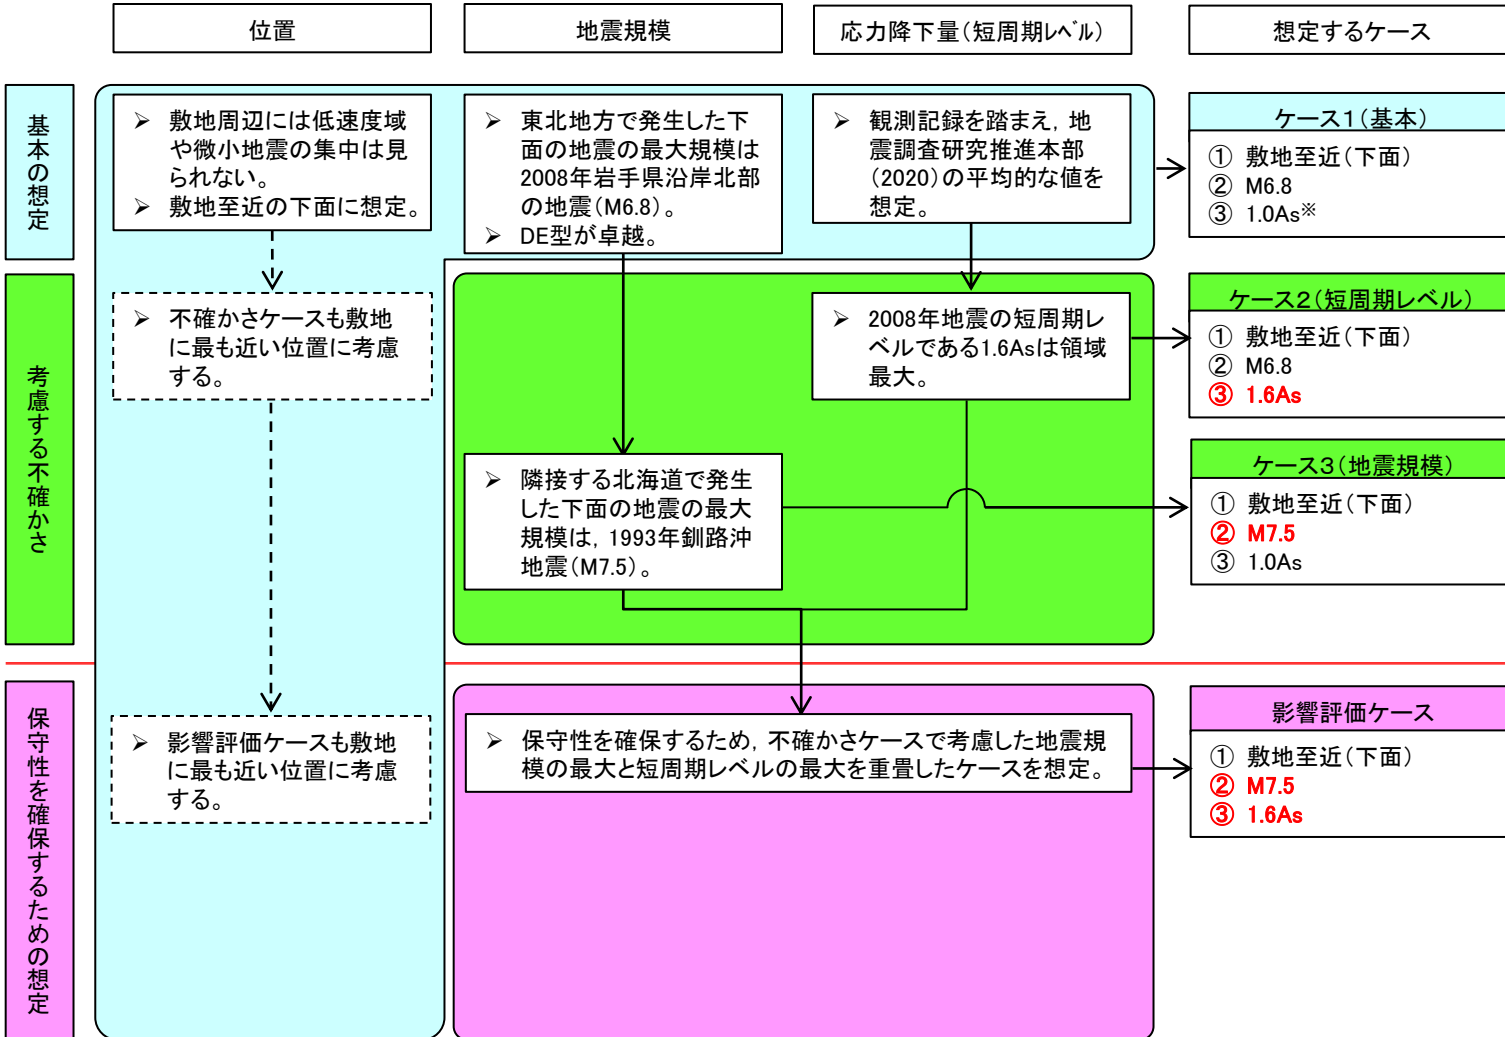 位置
地震規模
応力降下量(短周期レベル)
想定するケース
基本の想定
➢ 敷地周辺には低速度域
や微小地震の集中は見
られない。
➢ 敷地至近の下面に想定。
➢ 東北地方で発生した下
面の地震の最大規模は
2008年岩手県沿岸北部
の地震(M6.8)。
➢ DE型が卓越。
➢ 観測記録を踏まえ,地
震調査研究推進本部
(2020)の平均的な値を
想定。
ケース1(基本)
① 敷地至近(下面)
② M6.8
③ 1.0As※
考慮する不確かさ
➢ 不確かさケースも敷地
に最も近い位置に考慮
する。
➢ 2008年地震の短周期レ
ベルである1.6Asは領域
最大。
ケース2(短周期レベル)
① 敷地至近(下面)
② M6.8
③ 1.6As
➢ 隣接する北海道で発生
した下面の地震の最大
規模は,1993年釧路沖
地震(M7.5)。
ケース3(地震規模)
① 敷地至近(下面)
② M7.5
③ 1.0As
保守性を確保するための想定
➢ 影響評価ケースも敷地
に最も近い位置に考慮
する。
➢ 保守性を確保するため,不確かさケースで考慮した地震規
模の最大と短周期レベルの最大を重畳したケースを想定。
影響評価ケース
① 敷地至近(下面)
② M7.5
③ 1.6As